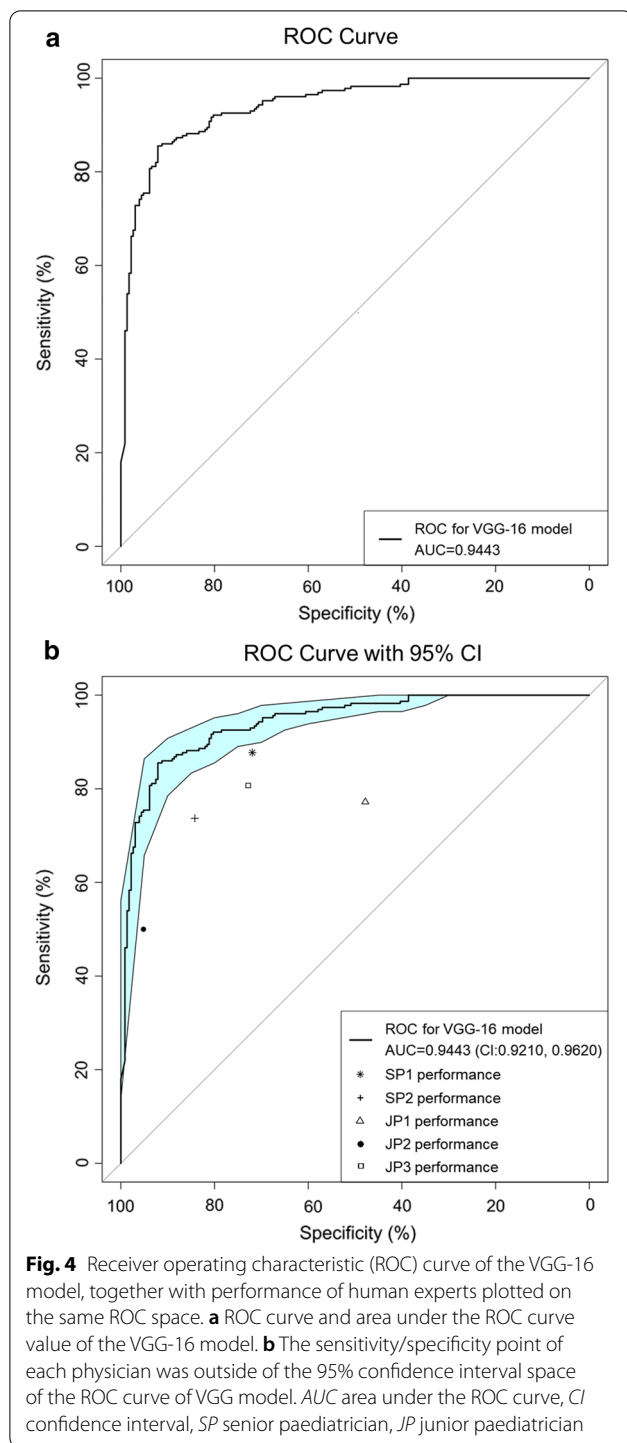 a
ROC Curve
100
80
60
40
20
0
Sensitivity (%)
ROC for VGG-16 model
AUC=0.9443
100 80 60 40 20 0
Specificity (%)
b
ROC Curve with 95% CI
100
80
60
40
20
0
Sensitivity (%)
ROC for VGG-16 model
AUC=0.9443 (CI:0.9210, 0.9620)
SP1 performance
SP2 performance
JP1 performance
JP2 performance
JP3 performance
100 80 60 40 20 0
Specificity (%)
Fig. 4 Receiver operating characteristic (ROC) curve of the VGG-16
model, together with performance of human experts plotted on
the same ROC space. a ROC curve and area under the ROC curve
value of the VGG-16 model. b The sensitivity/specificity point of
each physician was outside of the 95% confidence interval space
of the ROC curve of VGG model. AUC area under the ROC curve, CI
confidence interval, SP senior paediatrician, JP junior paediatrician